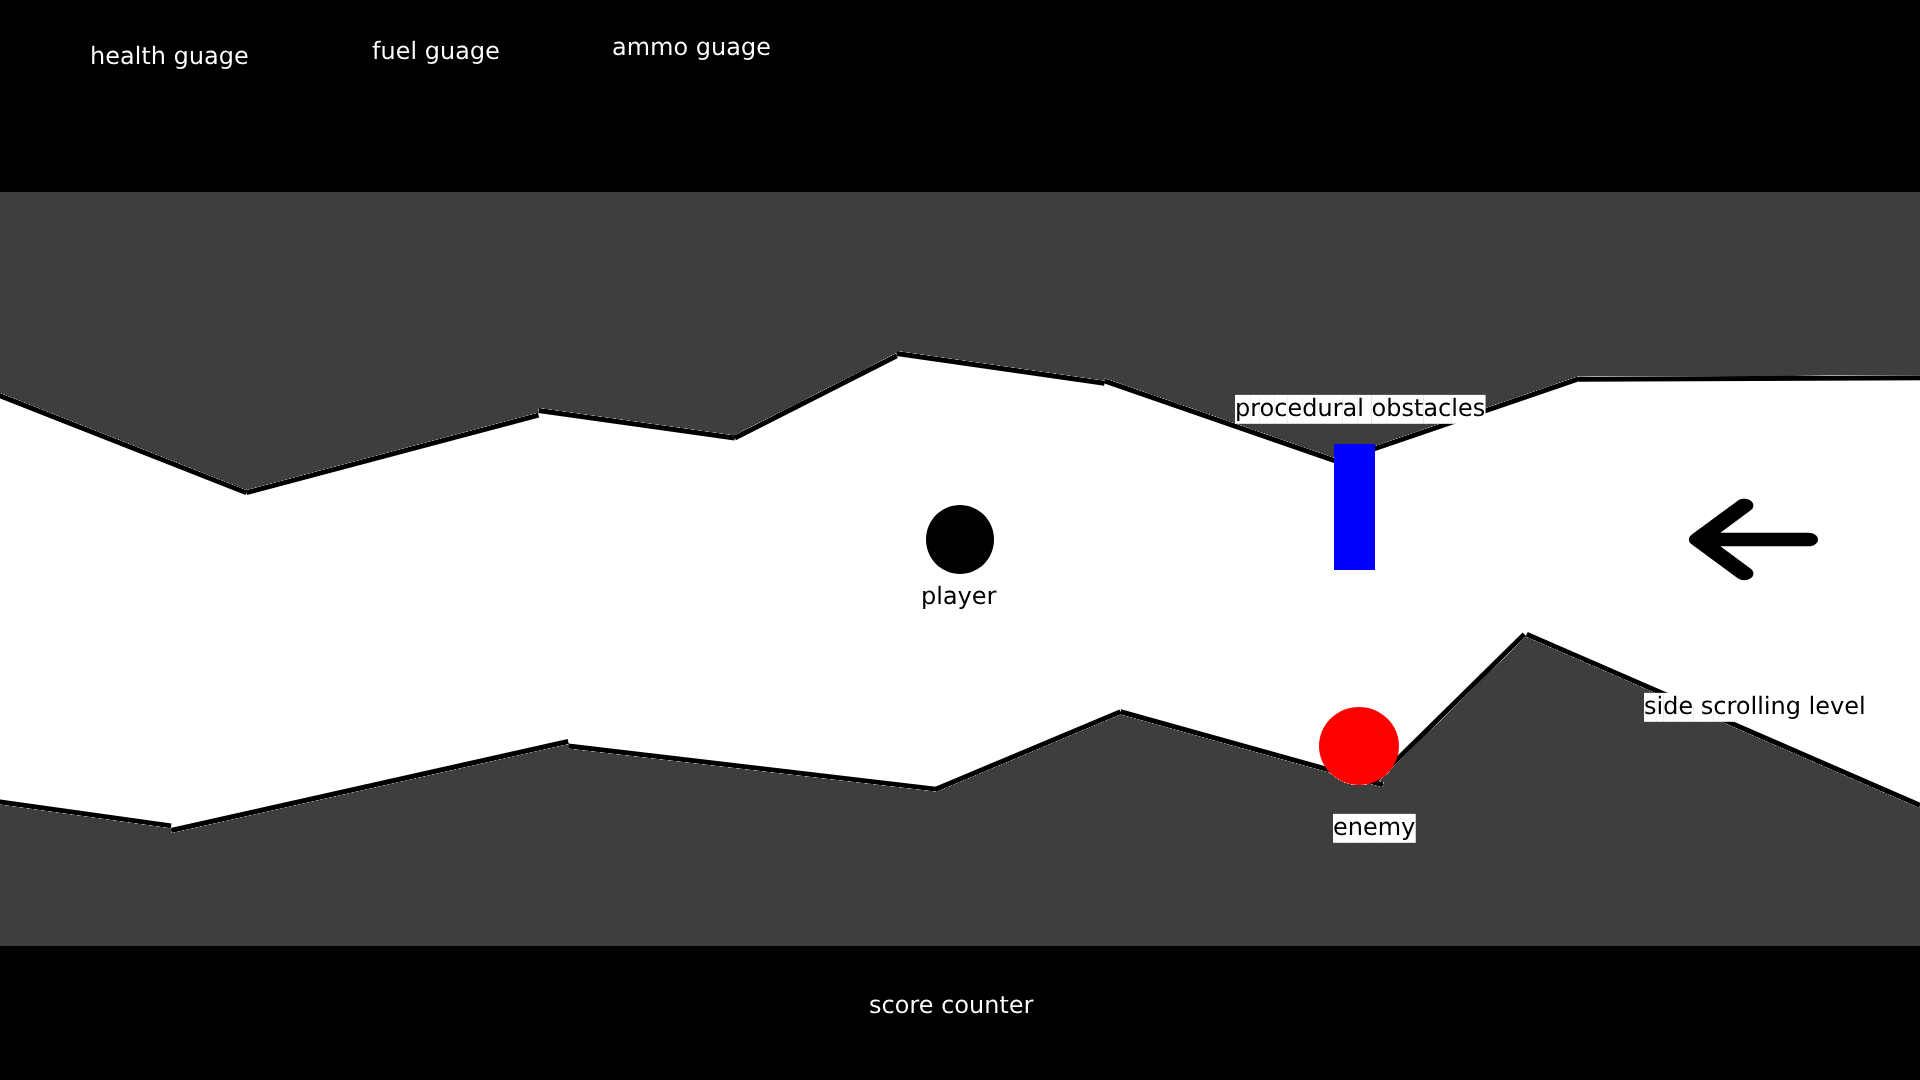 health guage
fuel guage
ammo guage
procedural obstacles
player
side scrolling level
enemy
score counter